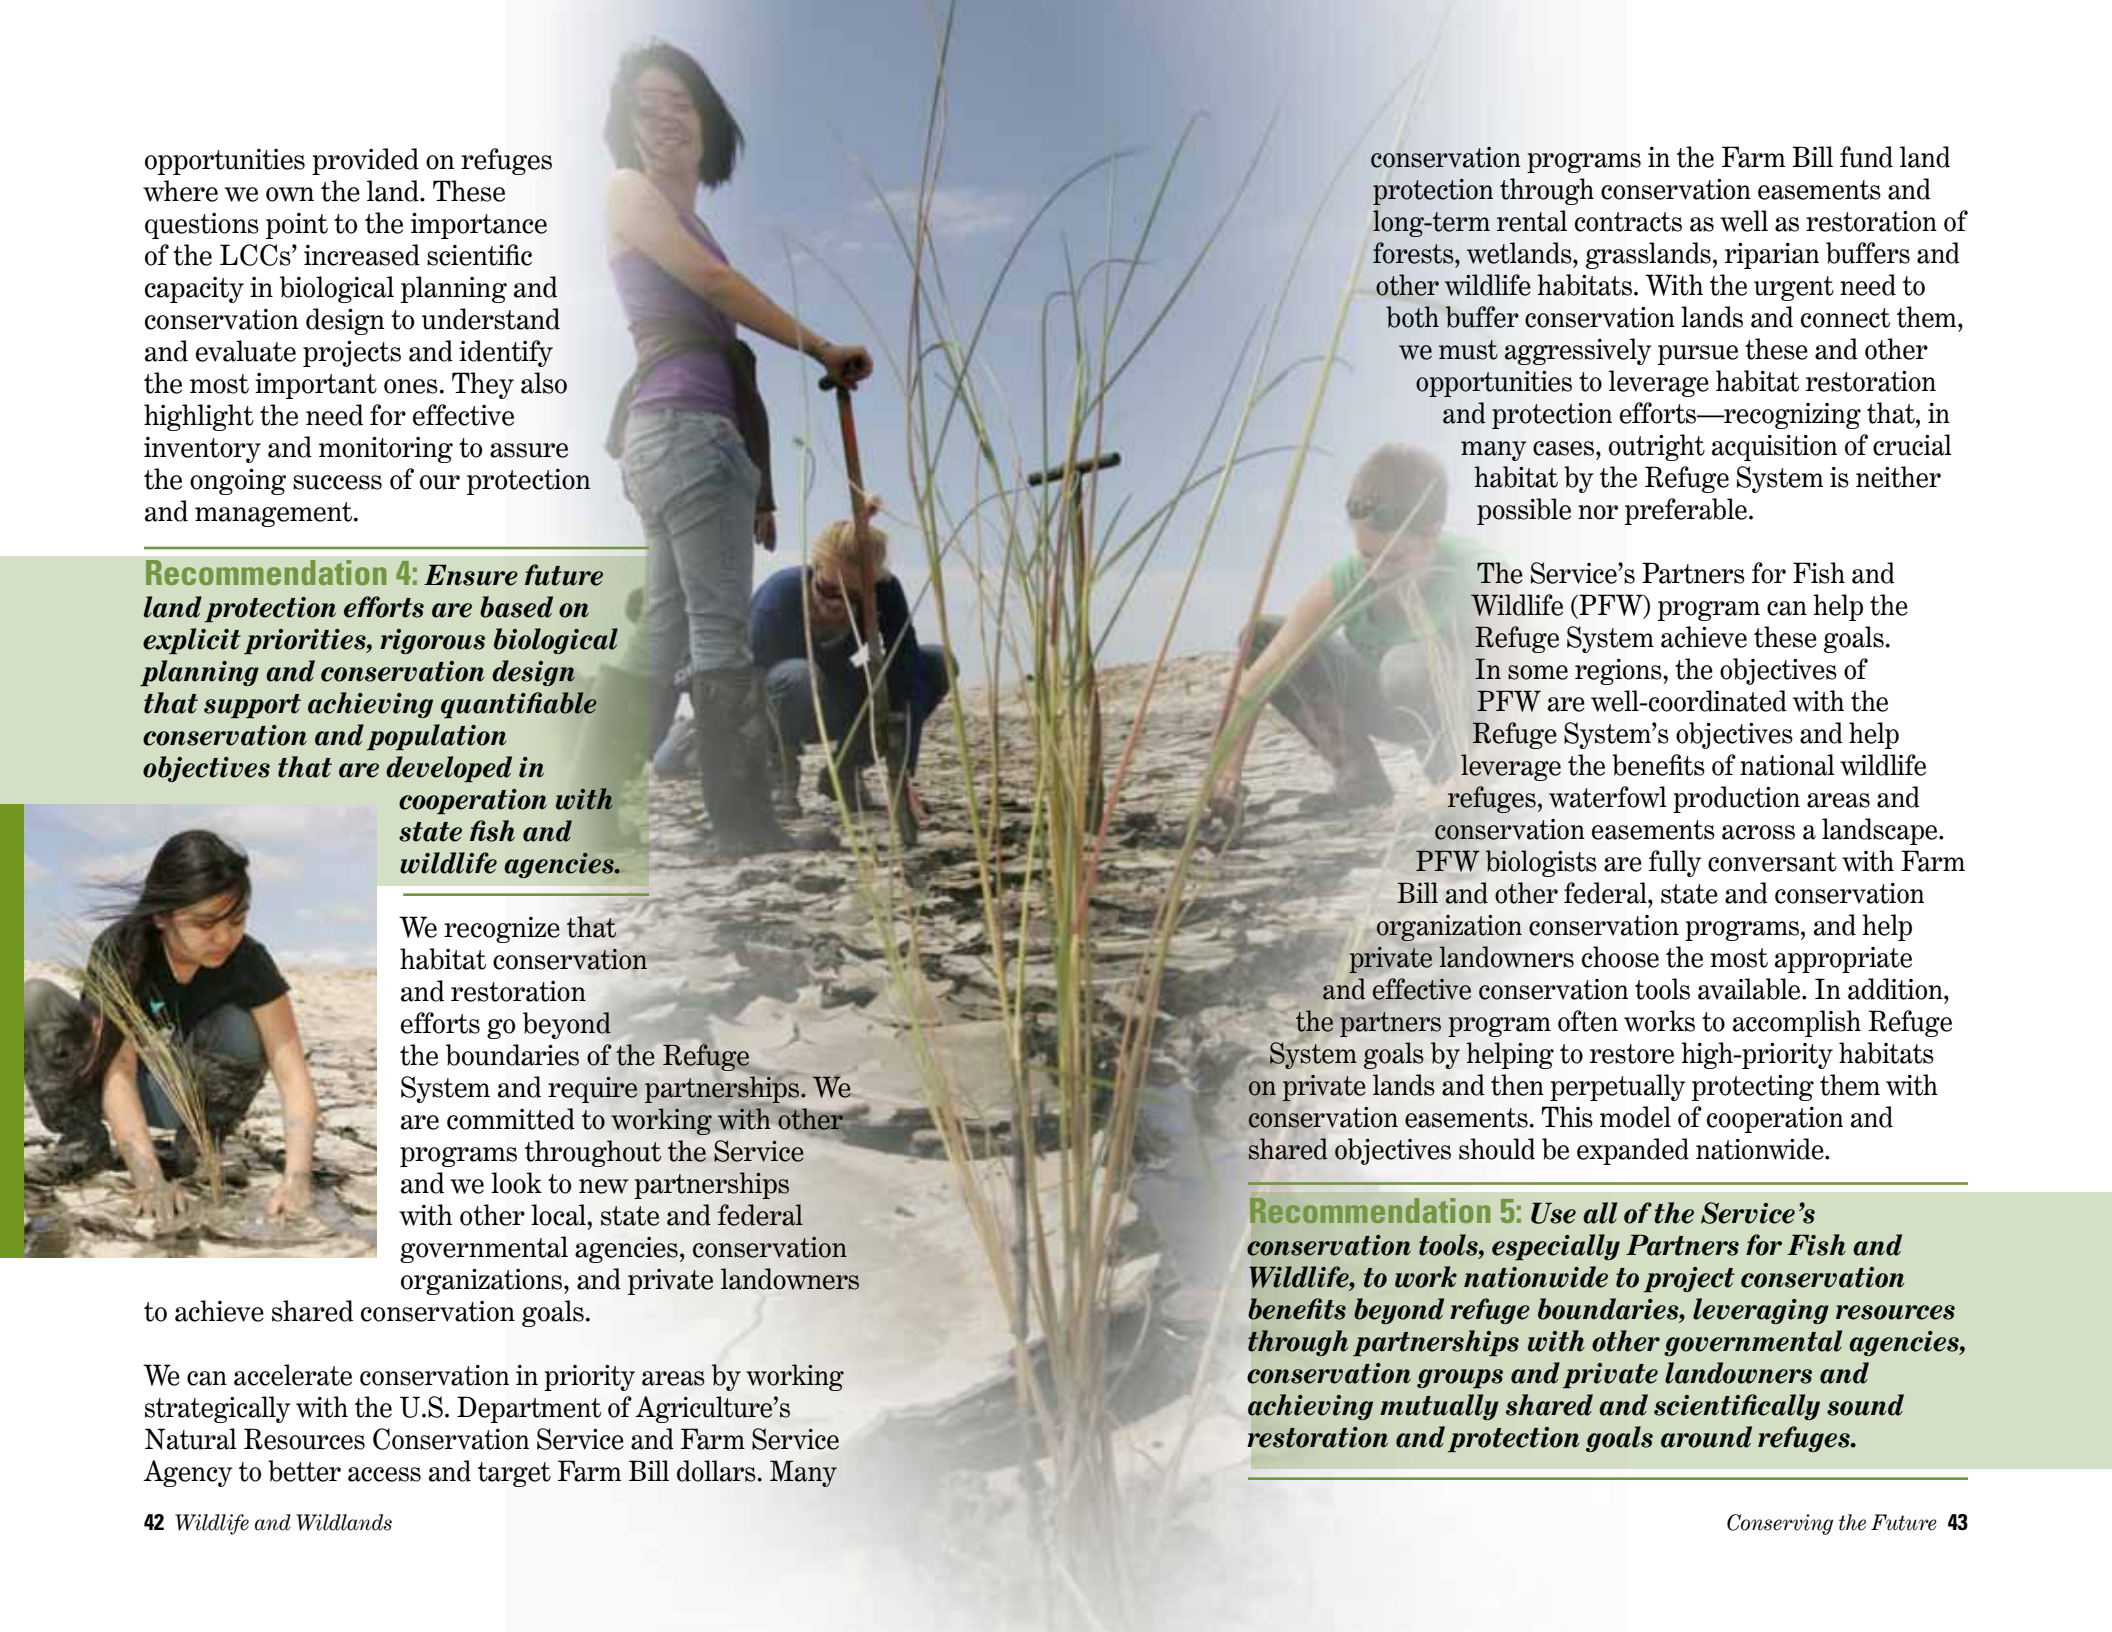 opportunities provided on refuges
where we own the land. These
questions point to the importance
of the LCCs' increased scientific
capacity in biological planning and
conservation design to understand
and evaluate projects and identify
the most important ones. They also
highlight the need for effective
inventory and monitoring to assure
the ongoing success of our protection
and management.
Recommendation 4: Ensure future
land protection efforts are based on
explicit priorities, rigorous biological
planning and conservation design
that support achieving quantifiable
conservation and population
objectives that are developed in
cooperation with
state fish and
wildlife agencies.
We recognize that
habitat conservation
and restoration
efforts go beyond
the boundaries of the Refuge
System and require partnerships. We
are committed to working with other
programs throughout the Service
and we look to new partnerships
with other local, state and federal
governmental agencies, conservation
organizations, and private landowners
to achieve shared conservation goals.
We can accelerate conservation in priority areas by working
strategically with the U.S. Department of Agriculture's
Natural Resources Conservation Service and Farm Service
Agency to better access and target Farm Bill dollars. Many
42 Wildlife and Wildlands
conservation programs in the Farm Bill fund land
protection through conservation easements and
long-term rental contracts as well as restoration of
forests, wetlands, grasslands, riparian buffers and
other wildlife habitats. With the urgent need to
both buffer conservation lands and connect them,
we must aggressively pursue these and other
opportunities to leverage habitat restoration
and protection efforts—recognizing that, in
many cases, outright acquisition of crucial
habitat by the Refuge System is neither
possible nor preferable.
The Service's Partners for Fish and
Wildlife (PFW) program can help the
Refuge System achieve these goals.
In some regions, the objectives of
PFW are well-coordinated with the
Refuge System's objectives and help
leverage the benefits of national wildlife
refuges, waterfowl production areas and
conservation easements across a landscape.
PFW biologists are fully conversant with Farm
Bill and other federal, state and conservation
organization conservation programs, and help
private landowners choose the most appropriate
and effective conservation tools available. In addition,
the partners program often works to accomplish Refuge
System goals by helping to restore high-priority habitats
on private lands and then perpetually protecting them with
conservation easements. This model of cooperation and
shared objectives should be expanded nationwide.
Recommendation 5: Use all of the Service's
conservation tools, especially Partners for Fish and
Wildlife, to work nationwide to project conservation
benefits beyond refuge boundaries, leveraging resources
through partnerships with other governmental agencies,
conservation groups and private landowners and
achieving mutually shared and scientifically sound
restoration and protection goals around refuges.
Conserving the Future 43